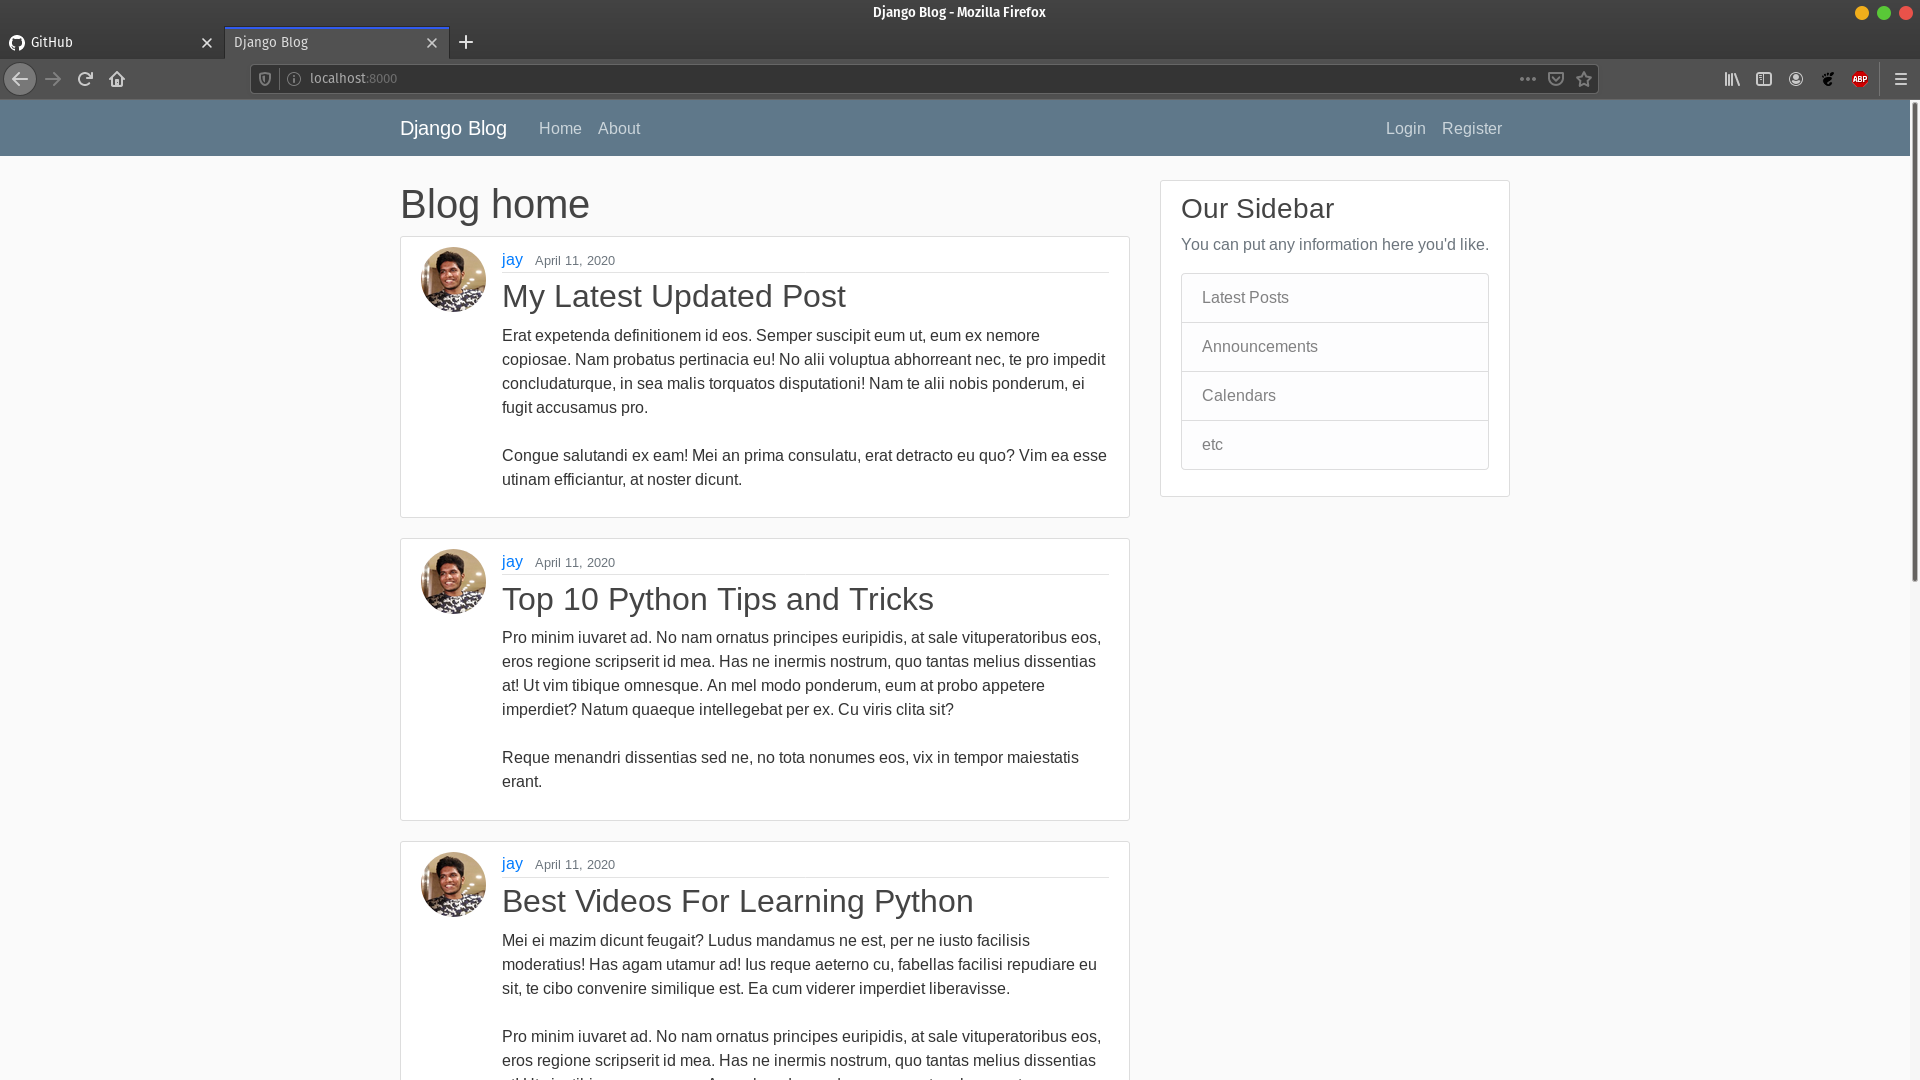 Django Blog - Mozilla Firefox
GitHub
Django Blog
localhost:8000
ABP
Django Blog
Home
About
Login
Register
Blog home
jay April 11, 2020
My Latest Updated Post
Erat expetenda definitionem id eos. Semper suscipit eum ut, eum ex nemore
copiosae. Nam probatus pertinacia eu! No alii voluptua abhorreant nec, te pro impedit
concludaturque, in sea malis torquatos disputationi! Nam te alii nobis ponderum, ei
fugit accusamus pro.
Congue salutandi ex eam! Mei an prima consulatu, erat detracto eu quo? Vim ea esse
utinam efficiantur, at noster dicunt.
jay April 11, 2020
Top 10 Python Tips and Tricks
Pro minim iuvaret ad. No nam ornatus principes euripidis, at sale vituperatoribus eos,
eros regione scripserit id mea. Has ne inermis nostrum, quo tantas melius dissentias
at! Ut vim tibique omnesque. An mel modo ponderum, eum at probo appetere
imperdiet? Natum quaeque intellegebat per ex. Cu viris clita sit?
Reque menandri dissentias sed ne, no tota nonumes eos, vix in tempor maiestatis
erant.
jay April 11, 2020
Best Videos For Learning Python
Mei ei mazim dicunt feugait? Ludus mandamus ne est, per ne iusto facilisis
moderatius! Has agam utamur ad! Ius reque aeterno cu, fabellas facilisi repudiare eu
sit, te cibo convenire similique est. Ea cum viderer imperdiet liberavisse.
Pro minim iuvaret ad. No nam ornatus principes euripidis, at sale vituperatoribus eos,
eros regione scripserit id mea. Has ne inermis nostrum, quo tantas melius dissentias
Our Sidebar
You can put any information here you'd like.
Latest Posts
Announcements
Calendars
etc